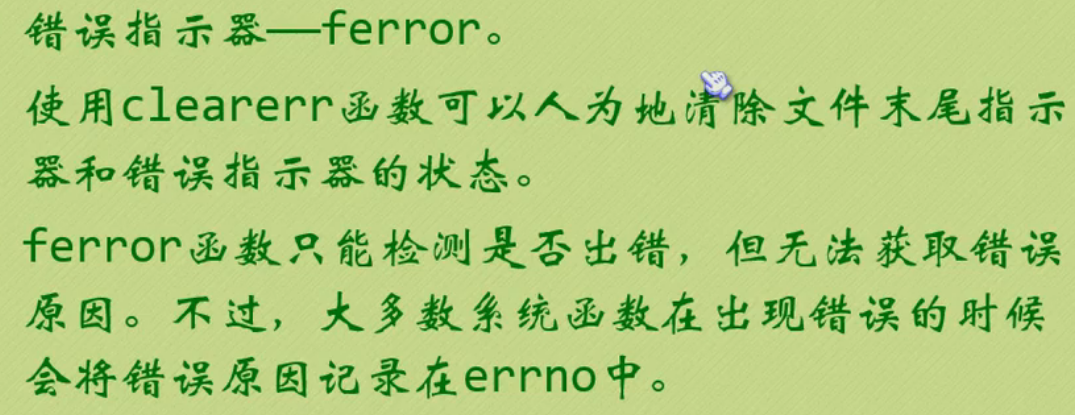 错误指示器——ferror。
使用clearerr函数可以人为地清除文件末尾指示
器和错误指示器的状态。
ferror函数只能检测是否出错，但无法获取错误
原因。不过，大多数系统函数在出现错误的时候
会将错误原因记录在errno中。